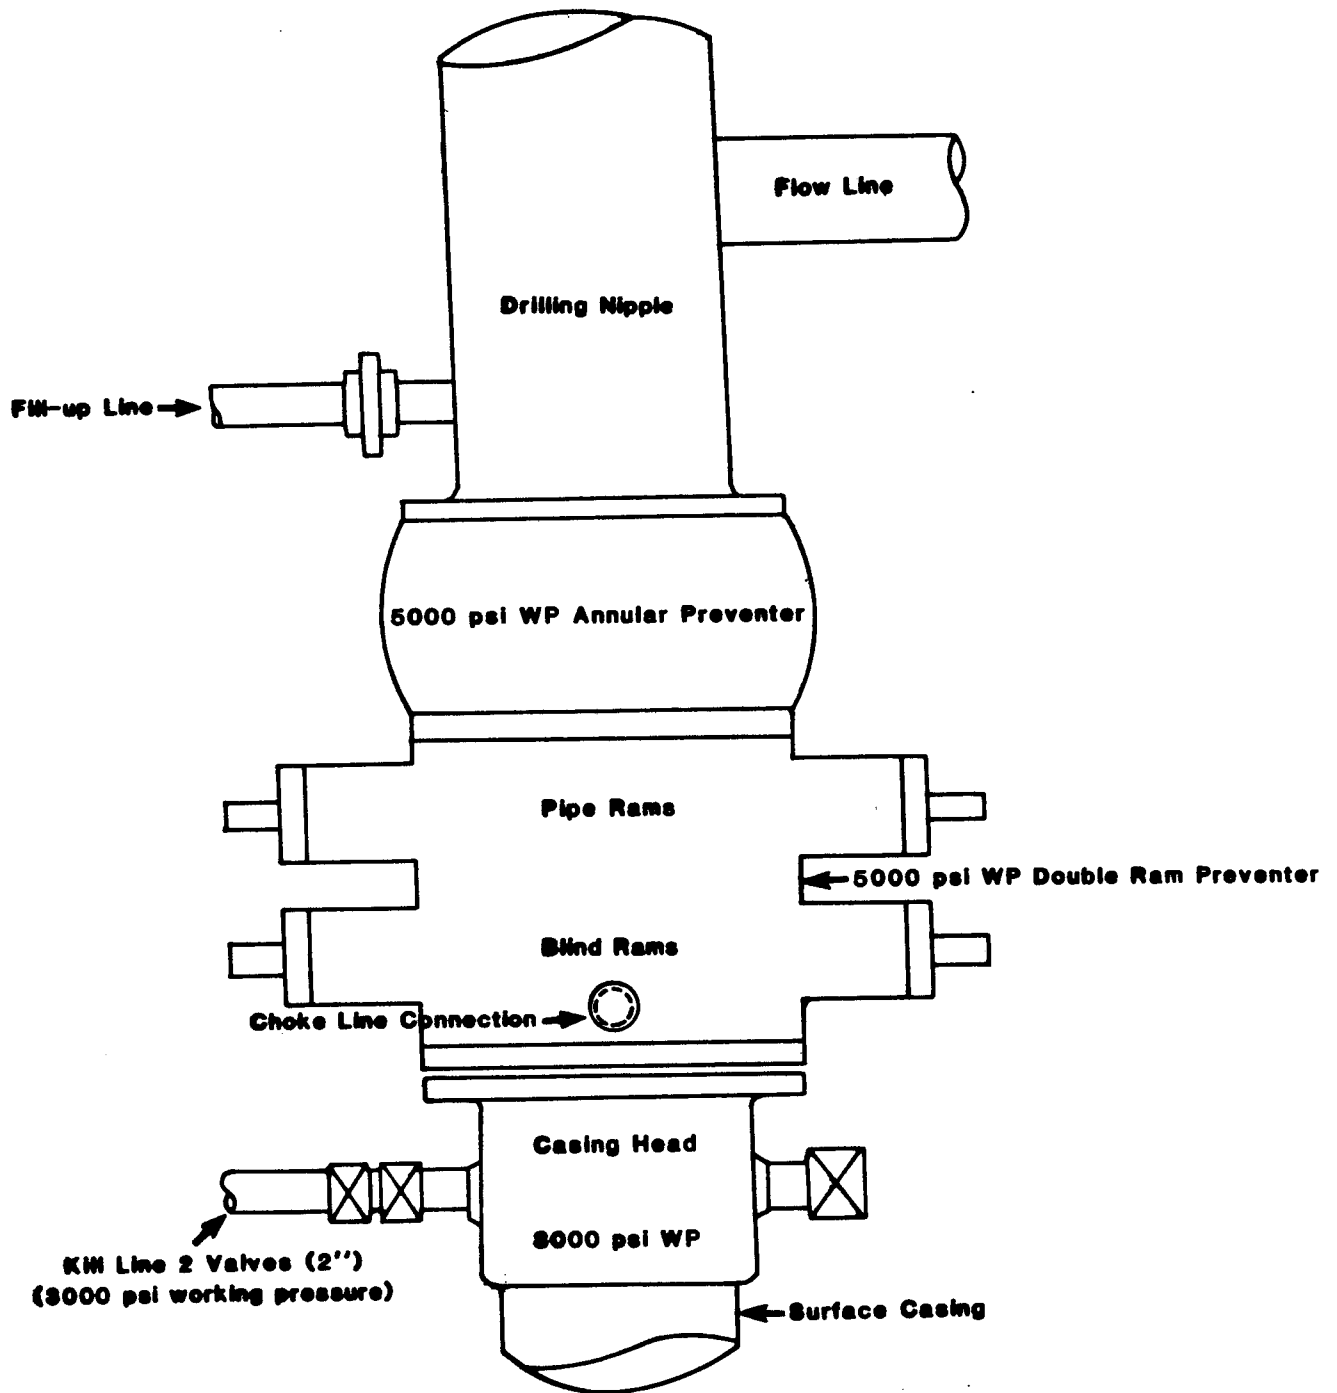 Flow Line
Drilling Nipple
Fill-up Line
5000 psi WP Annular Preventer
Pipe Rams
5000 psi WP Double Ram Preventer
Blind Rams
Choke Line Connection
Casing Head
3000 psi WP
Kill Line 2 Valves (2'')
(3000 psi working pressure)
Surface Casing